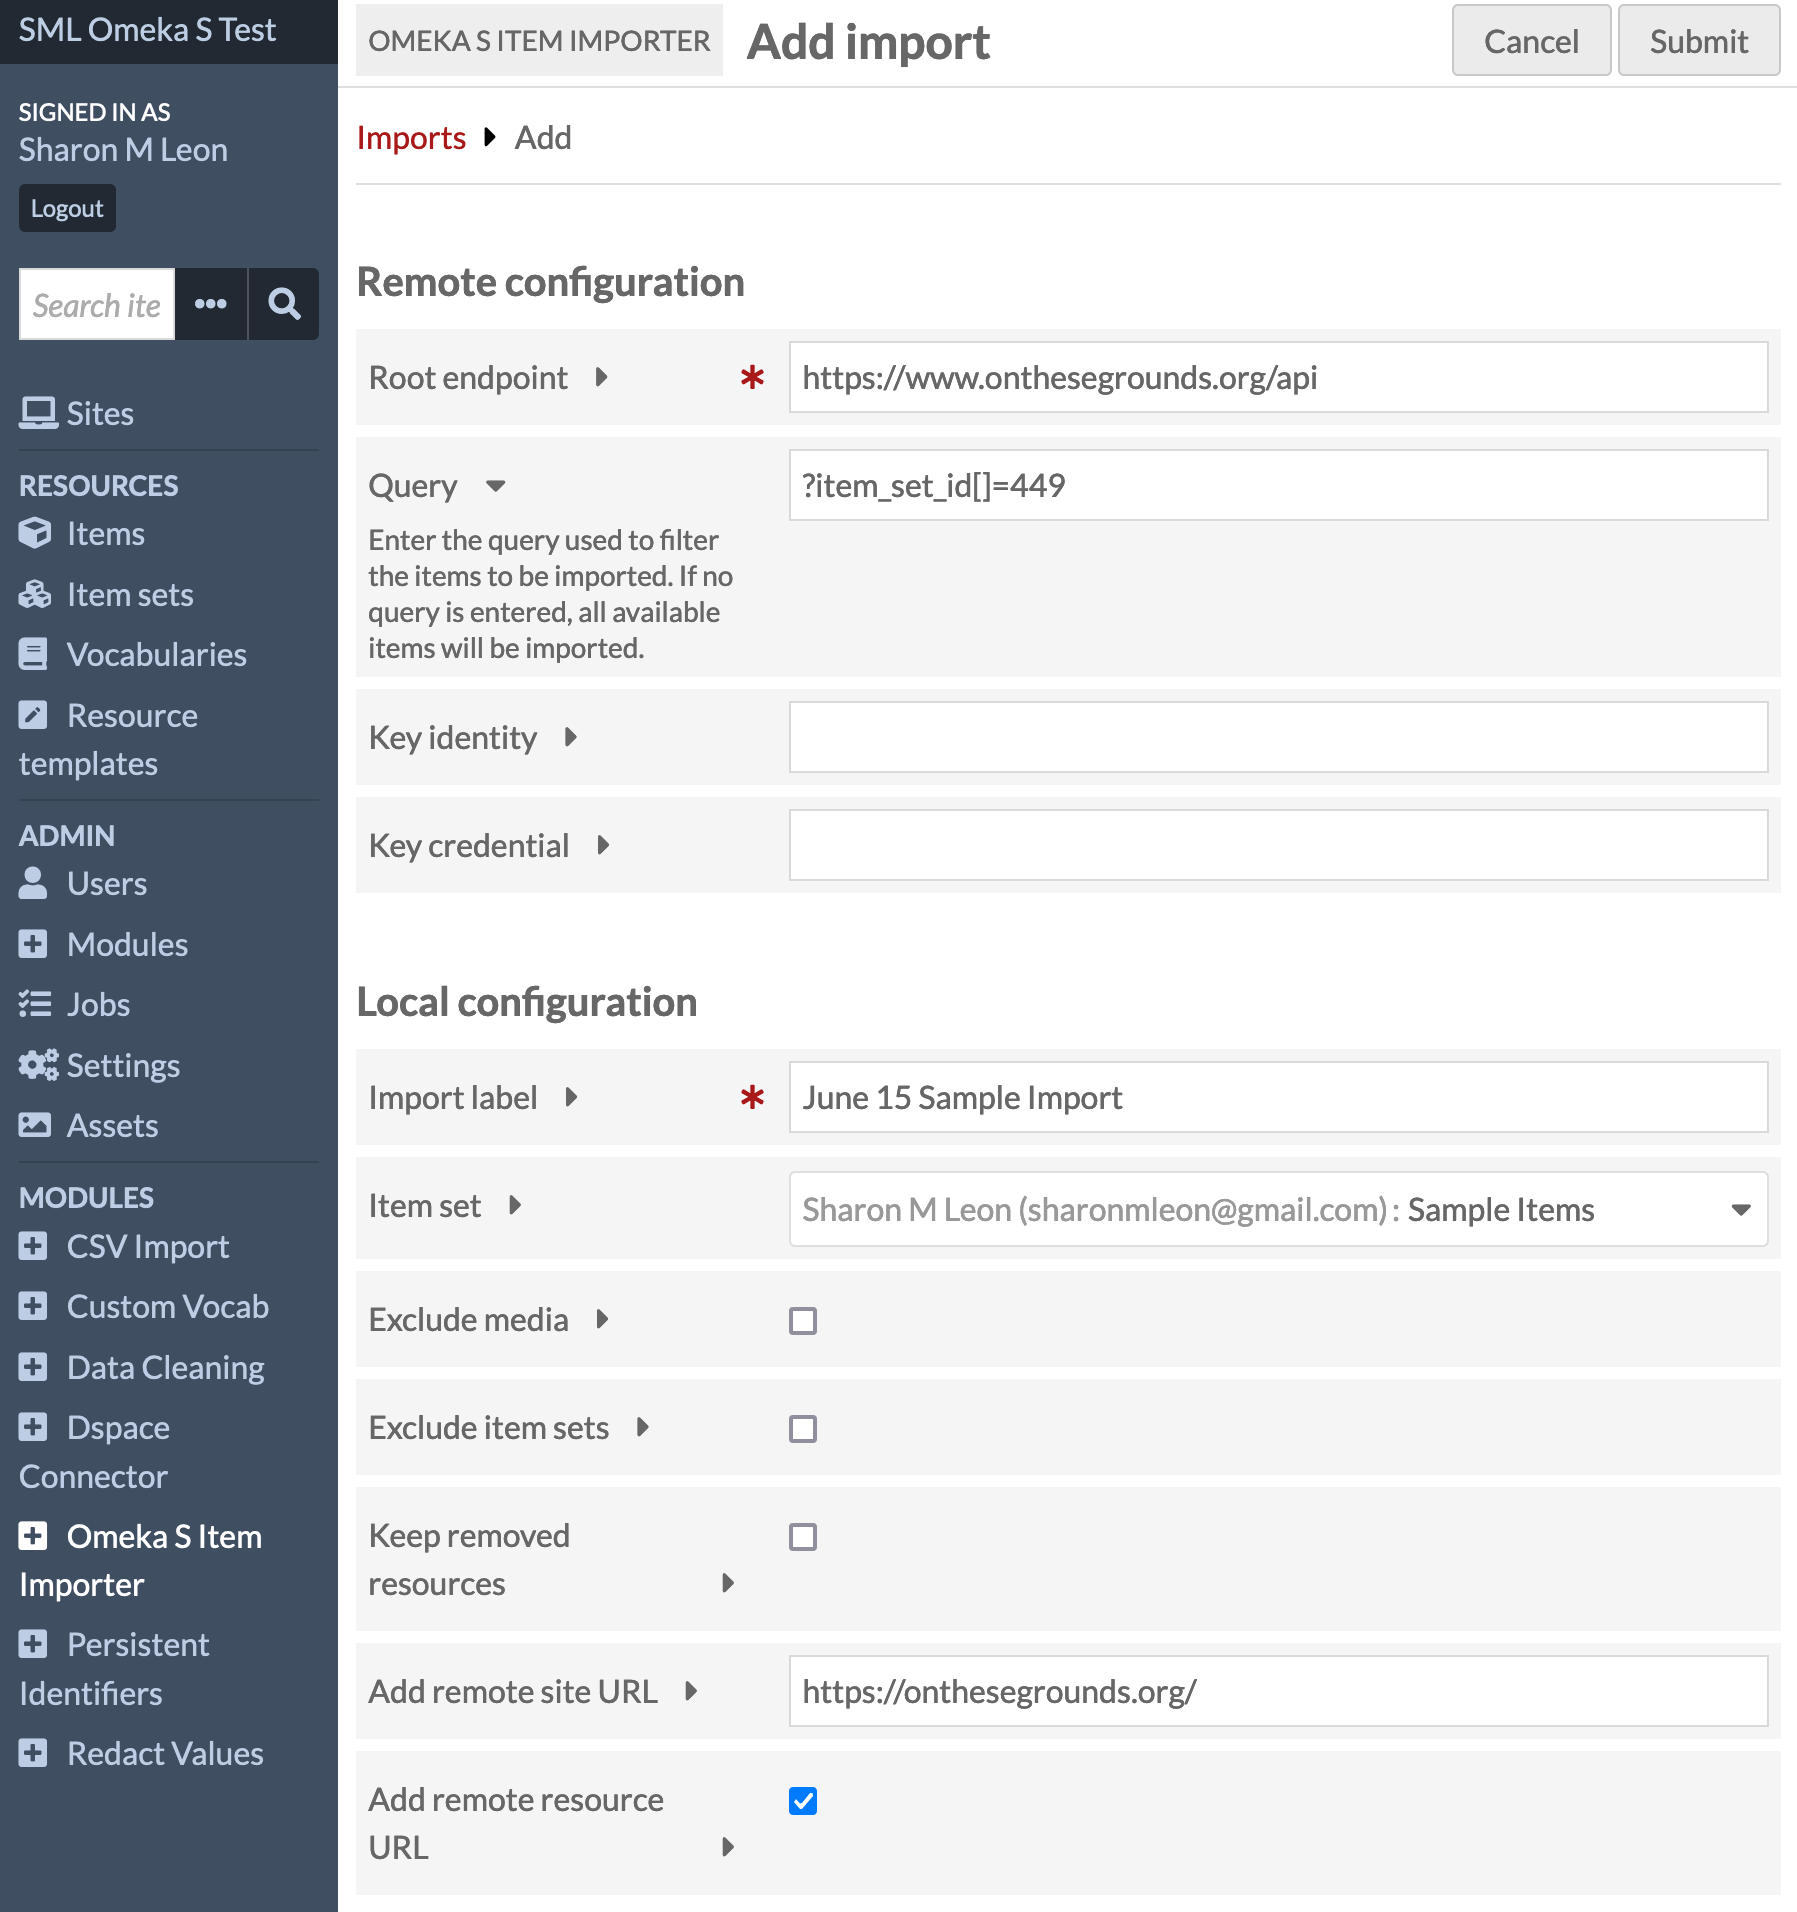 SML Omeka S Test
SIGNED IN AS
Sharon M Leon
Logout
Search ite
Sites
RESOURCES
Items
Item sets
Vocabularies
Resource
templates
ADMIN
Users
Modules
Jobs
Settings
Assets
MODULES
CSV Import
Custom Vocab
Data Cleaning
Dspace
Connector
Omeka S Item
Importer
Persistent
Identifiers
Redact Values
OMEKA S ITEM IMPORTER Add import
Cancel
Submit
Imports Add
Remote configuration
Root endpoint * https://www.onthesegrounds.org/api
Query ?item_set_id[]=449
Enter the query used to filter
the items to be imported. If no
query is entered, all available
items will be imported.
Key identity
Key credential
Local configuration
Import label * June 15 Sample Import
Item set Sharon M Leon (sharonmleon@gmail.com) : Sample Items
Exclude media
Exclude item sets
Keep removed
resources
Add remote site URL https://onthesegrounds.org/
Add remote resource
URL